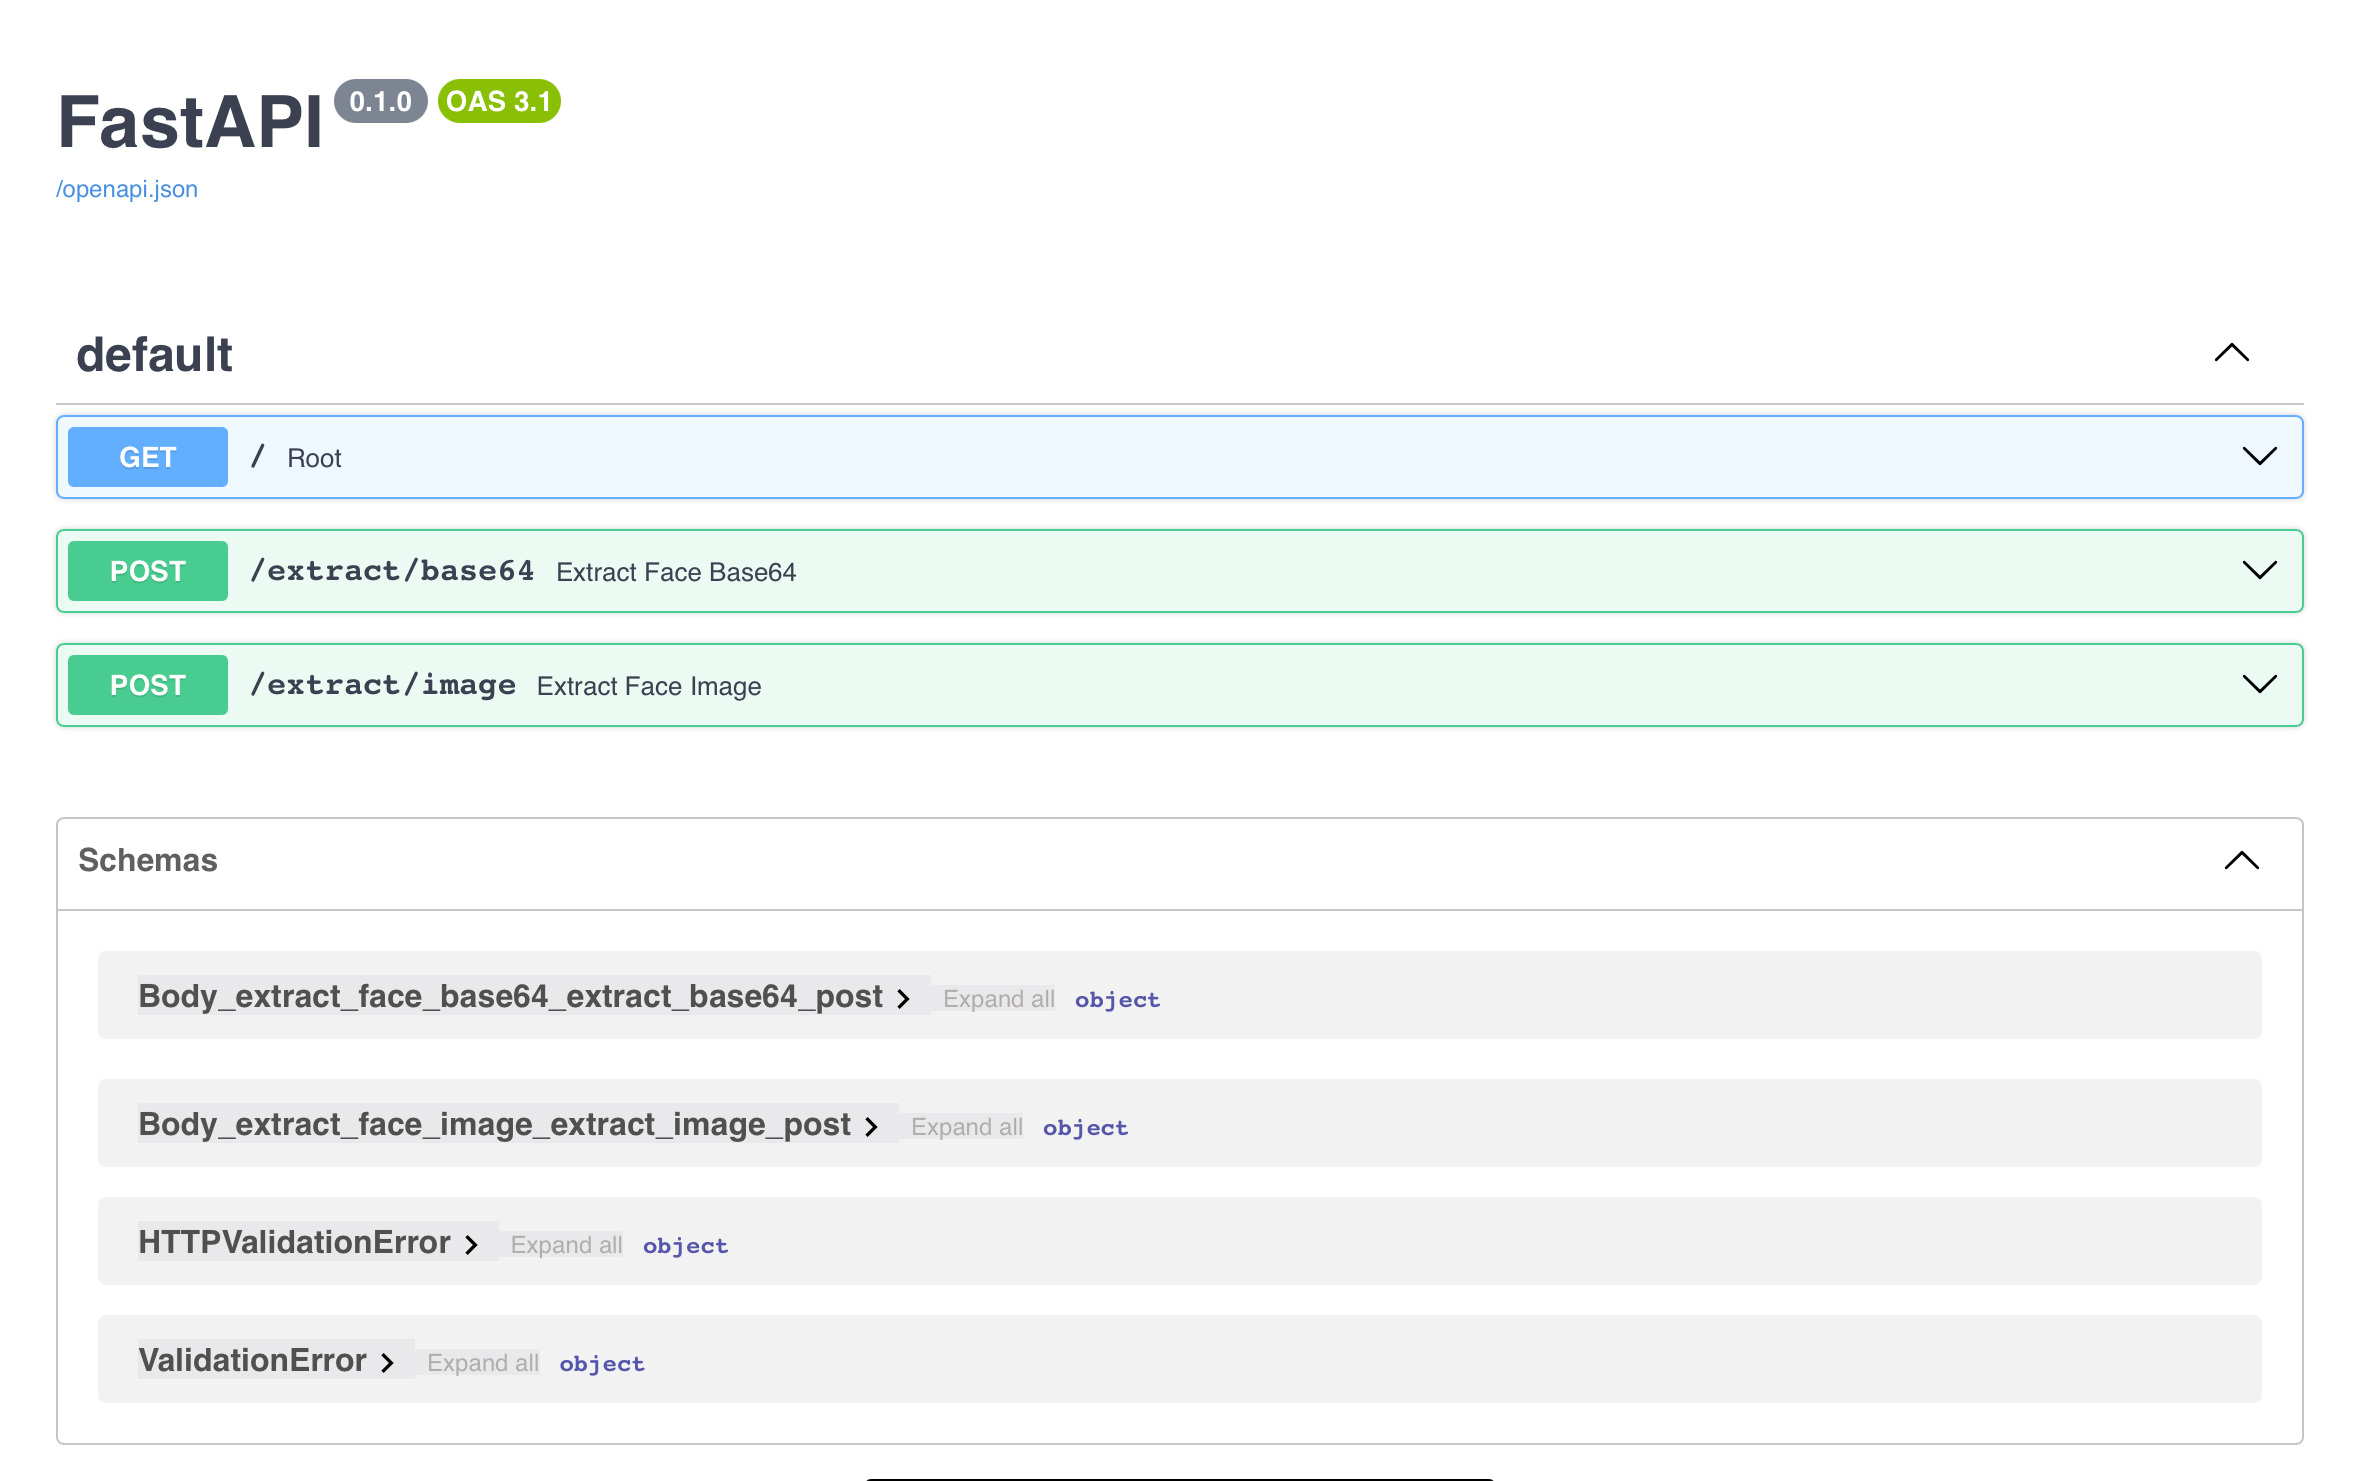 FastAPI 0.1.0 OAS 3.1
/openapi.json
default
GET / Root
POST /extract/base64 Extract Face Base64
POST /extract/image Extract Face Image
Schemas
Body_extract_face_base64_extract_base64_post Expand all object
Body_extract_face_image_extract_image_post Expand all object
HTTPValidationError Expand all object
ValidationError Expand all object